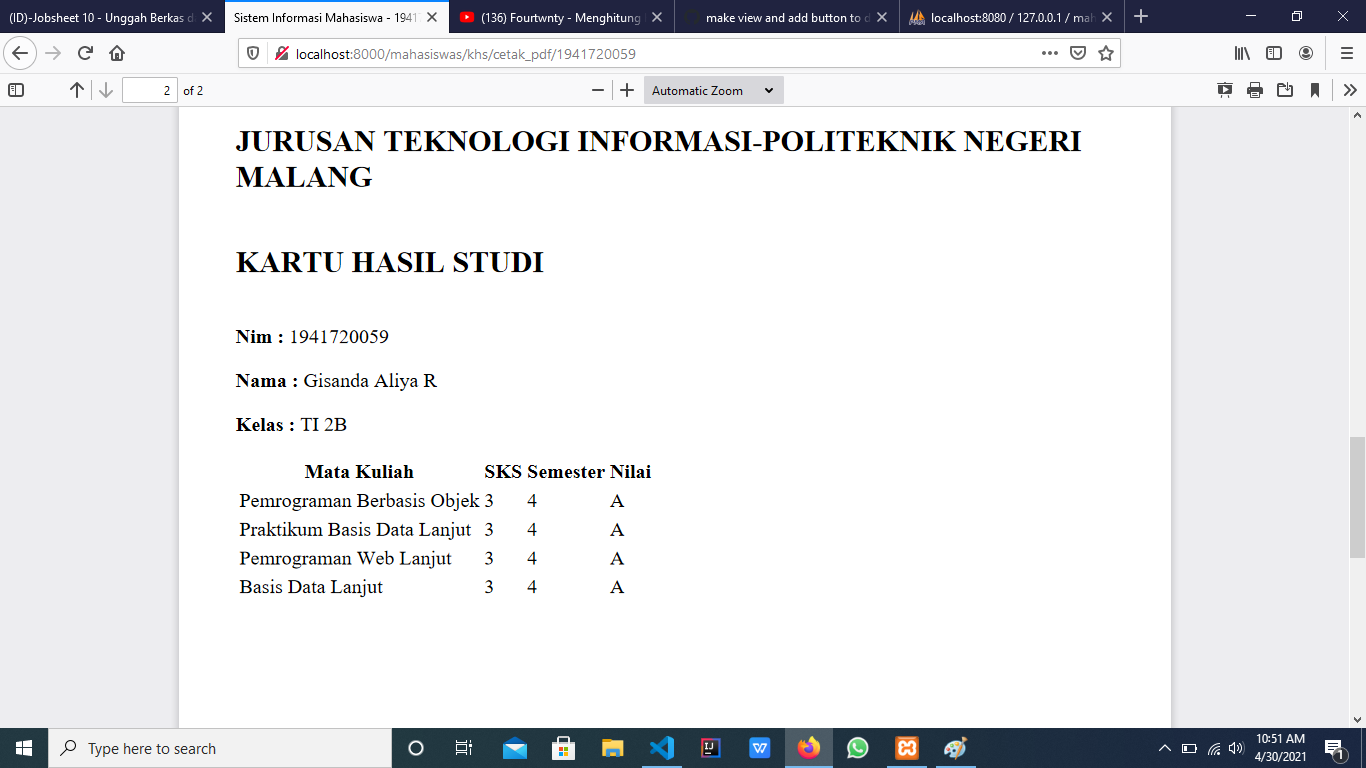 (ID)-Jobsheet 10 - Unggah Berkas d
Sistem Informasi Mahasiswa - 1941
(136) Fourtwnty - Menghitung
make view and add button to d
localhost:8080 / 127.0.0.1 / mah
localhost:8000/mahasiswas/khs/cetak_pdf/1941720059
2 of 2
Automatic Zoom
JURUSAN TEKNOLOGI INFORMASI-POLITEKNIK NEGERI
MALANG
KARTU HASIL STUDI
Nim : 1941720059
Nama : Gisanda Aliya R
Kelas : TI 2B
Mata Kuliah SKS Semester Nilai
Pemrograman Berbasis Objek 3 4 A
Praktikum Basis Data Lanjut 3 4 A
Pemrograman Web Lanjut 3 4 A
Basis Data Lanjut 3 4 A
Type here to search
10:51 AM
4/30/2021
1